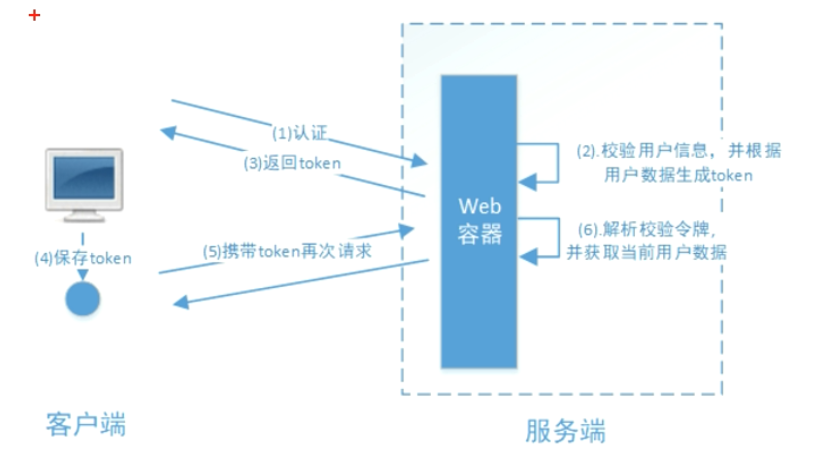 (1)认证
(3)返回token
(2).校验用户信息，并根据
用户数据生成token
Web
容器
(6).解析校验令牌,
并获取当前用户数据
(5)携带token再次请求
(4)保存token
客户端
服务端